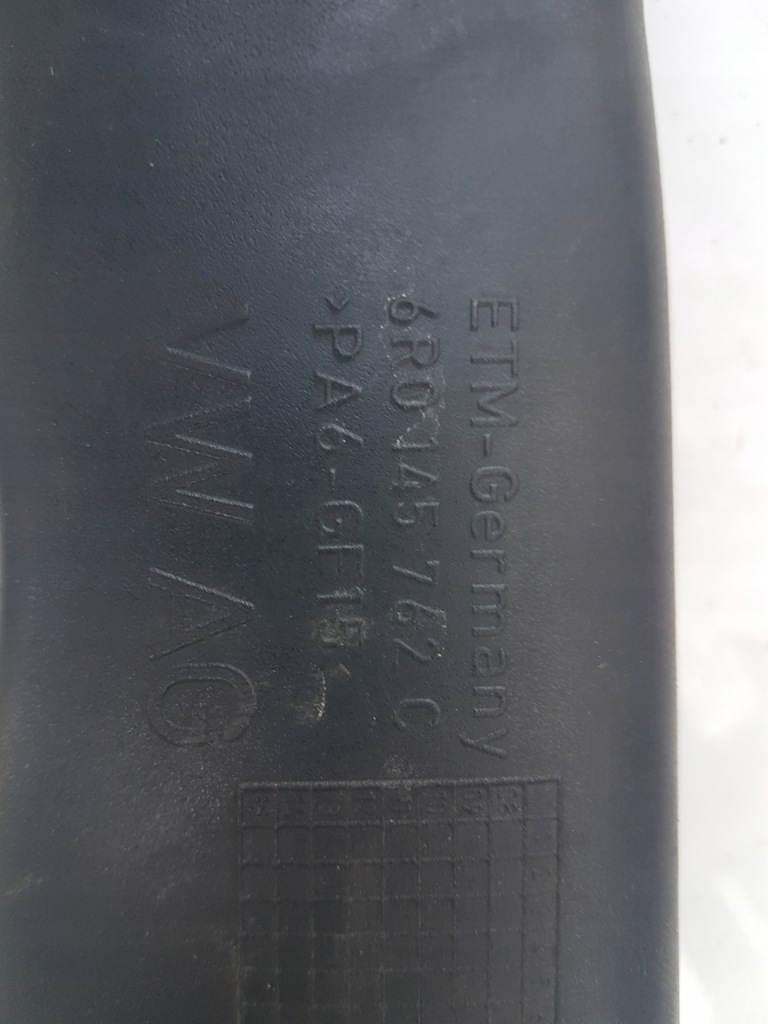 ETM-Germany
6R0 145 762 C
>PA6-GF15<
VW AG